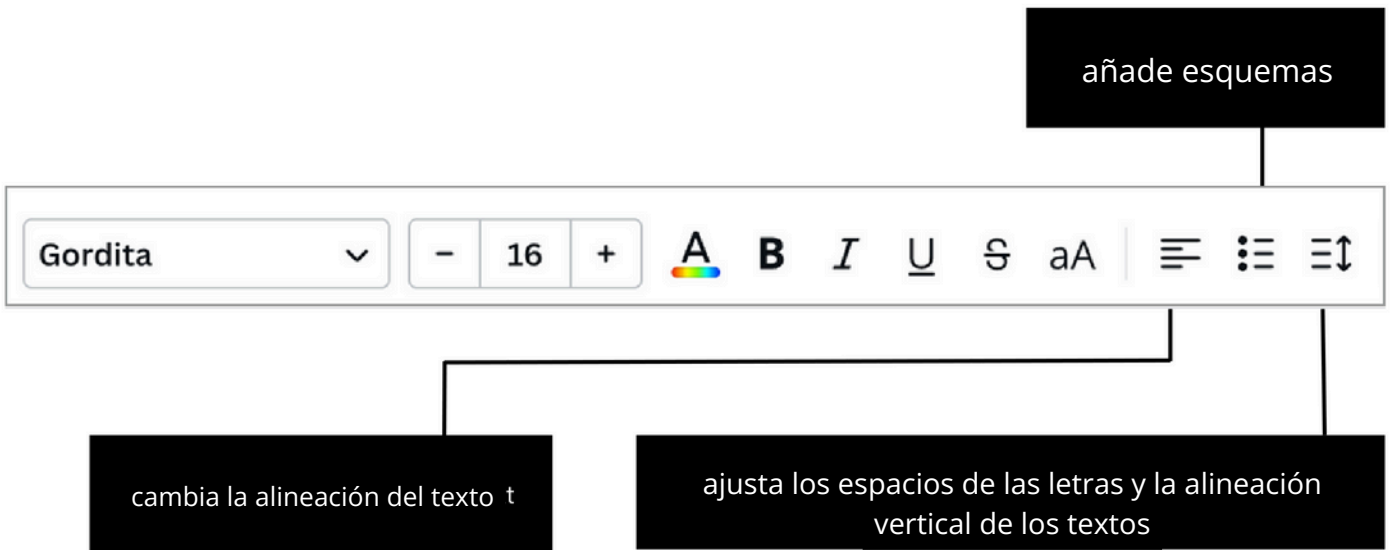 añade esquemas
Gordita
− 16 + A B I U S aA
cambia la alineación del texto t
ajusta los espacios de las letras y la alineación
vertical de los textos